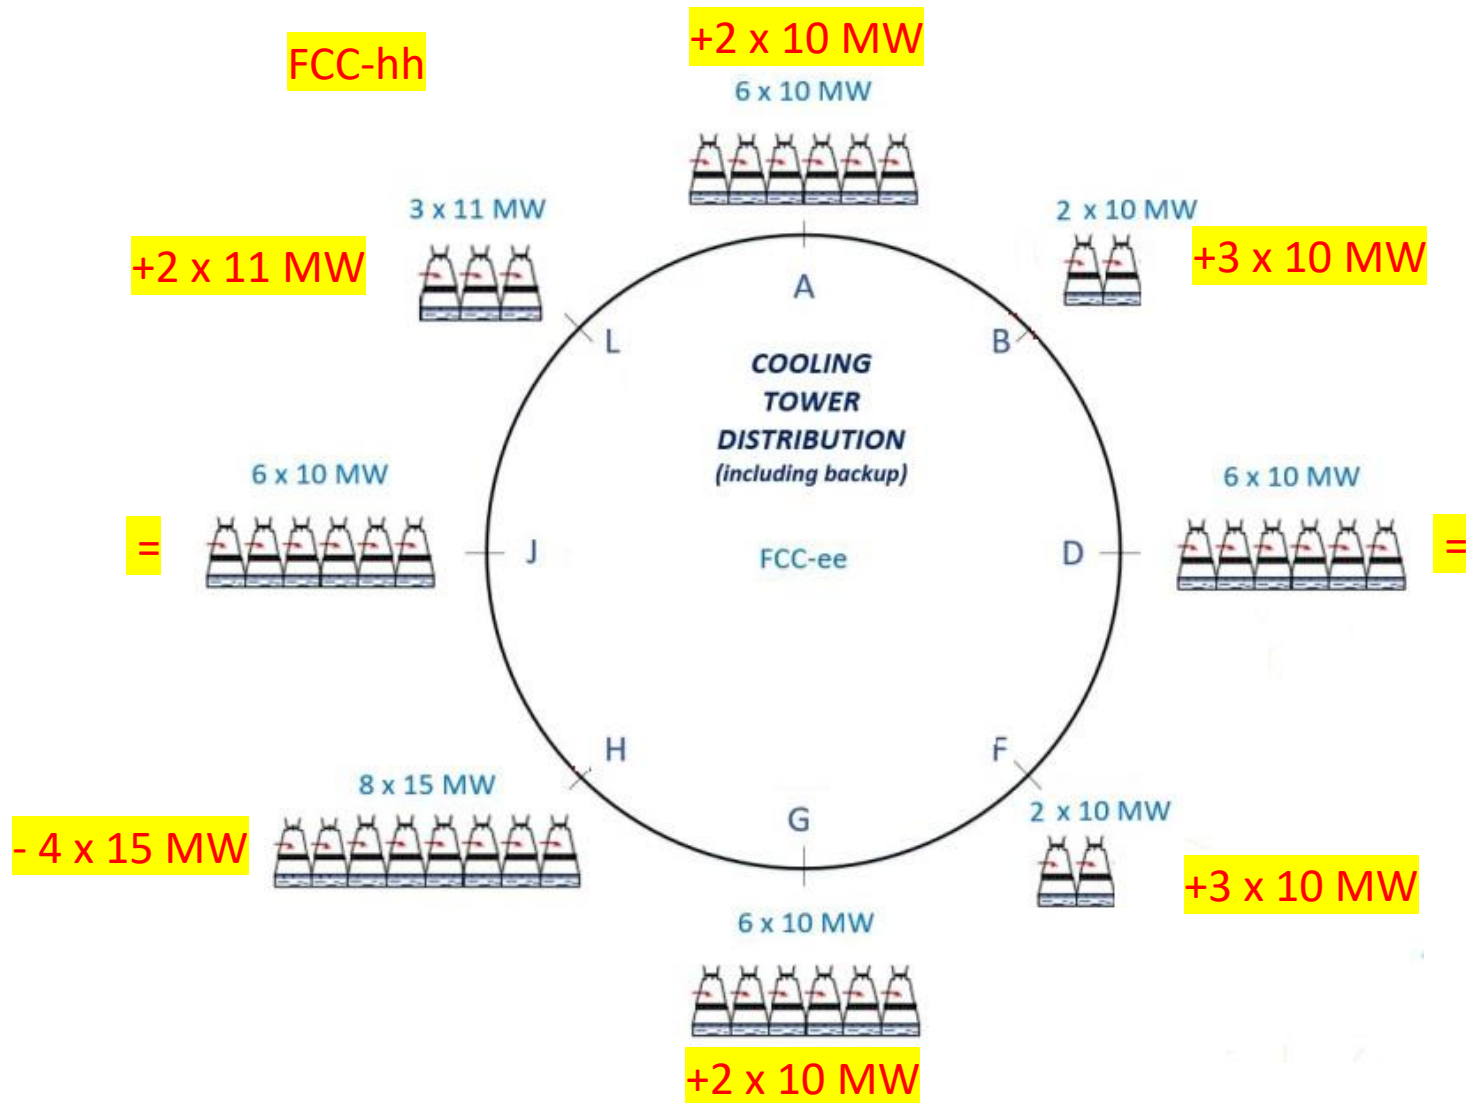 FCC-hh
+2 x 10 MW
6 x 10 MW
3 x 11 MW
2 x 10 MW
+2 x 11 MW
+3 x 10 MW
A
L
B
COOLING
TOWER
DISTRIBUTION
(including backup)
6 x 10 MW
6 x 10 MW
=
J
FCC-ee
D
=
H
F
8 x 15 MW
2 x 10 MW
G
- 4 x 15 MW
+3 x 10 MW
6 x 10 MW
+2 x 10 MW